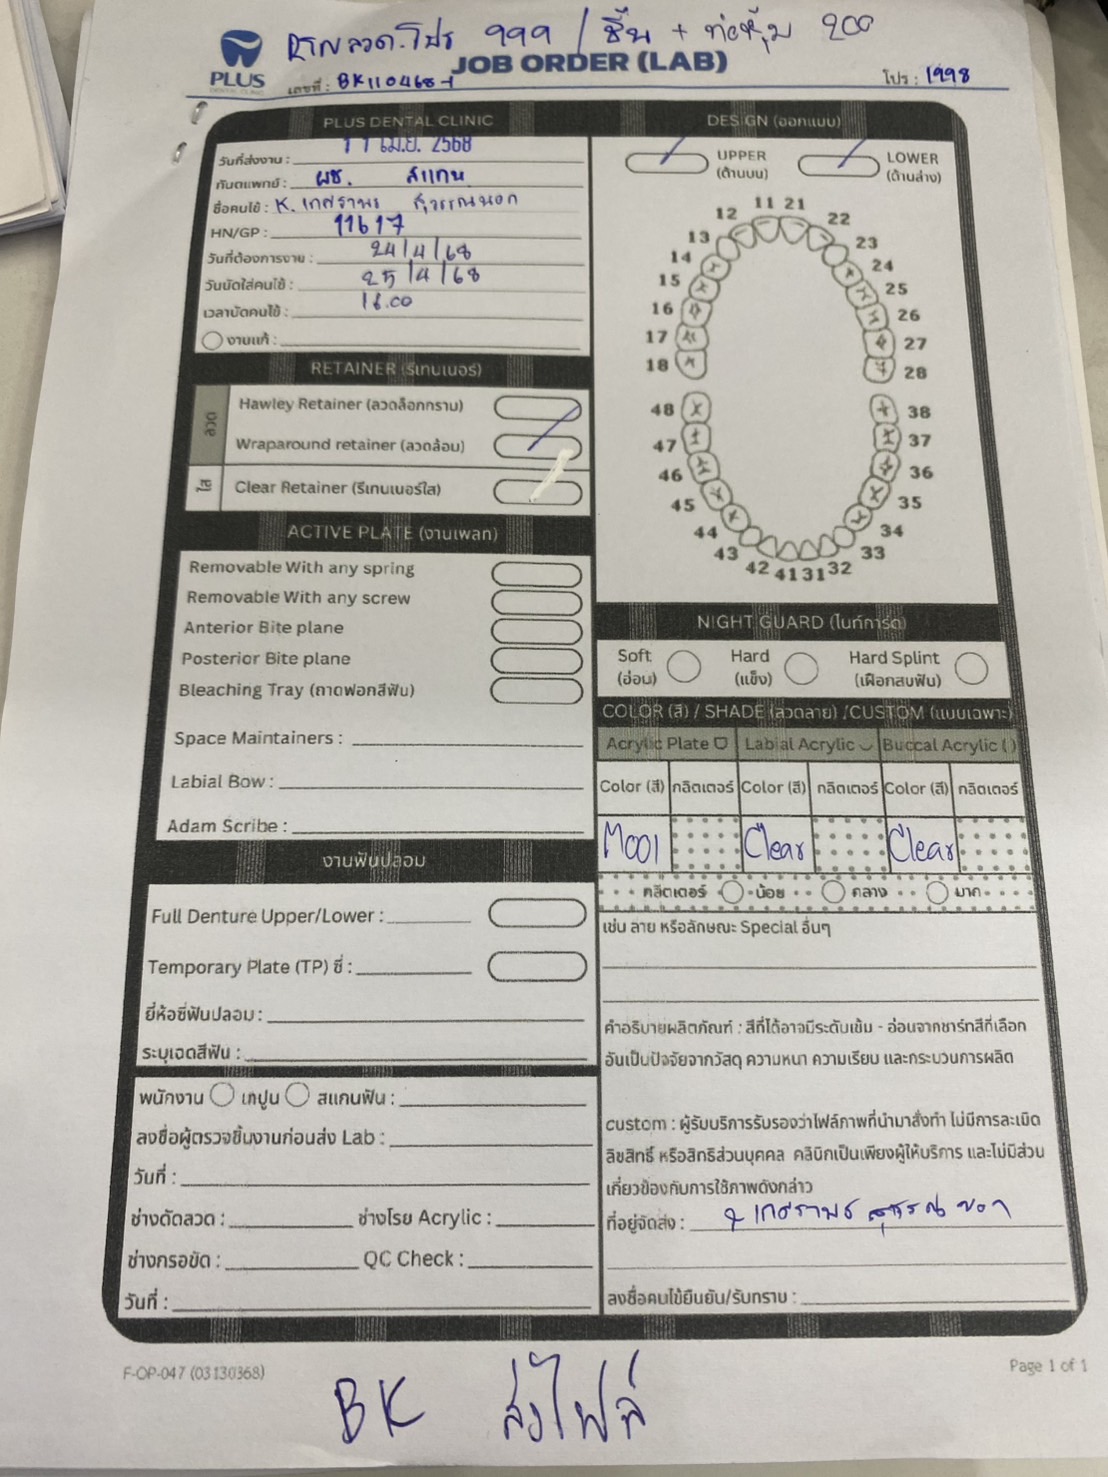 RTN ลวด.โปร 999 / ชิ้น + ท่อหุ้ม 200
PLUS
DENTAL CLINIC
JOB ORDER (LAB)
เลขที่ : BK110468-1
โปร : 1998
PLUS DENTAL CLINIC
วันที่ส่งงาน : 11 เม.ย. 2568
ทันตแพทย์ : ผช. สแกน
ชื่อคนไข้ : K. เกศราพร สุวรรณนอก
HN/GP : 11617
วันที่ต้องการงาน : 24/4/68
วันนัดใส่คนไข้ : 25/4/68
เวลานัดคนไข้ : 16.00
งานแก้ :
RETAINER (รีเทนเนอร์)
ลวด
Hawley Retainer (ลวดล็อกกราม)
Wraparound retainer (ลวดล้อม)
ใส
Clear Retainer (รีเทนเนอร์ใส)
ACTIVE PLATE (งานเพลท)
Removable With any spring
Removable With any screw
Anterior Bite plane
Posterior Bite plane
Bleaching Tray (ถาดฟอกสีฟัน)
Space Maintainers :
Labial Bow :
Adam Scribe :
งานฟันปลอม
Full Denture Upper/Lower :
Temporary Plate (TP) ซี่ :
ยี่ห้อซี่ฟันปลอม :
ระบุเฉดสีฟัน :
พนักงาน เทปูน สแกนฟัน :
ลงชื่อผู้ตรวจชิ้นงานก่อนส่ง Lab :
วันที่ :
ช่างดัดลวด : ช่างโรย Acrylic :
ช่างกรอขัด : QC Check :
วันที่ :
DESIGN (ออกแบบ)
UPPER (ด้านบน)
LOWER (ด้านล่าง)
11 21
12 22
13 23
14 24
15 25
16 26
17 27
18 28
48 38
47 37
46 36
45 35
44 34
43 33
42 41 31 32
NIGHT GUARD (ไนท์การ์ด)
Soft (อ่อน)
Hard (แข็ง)
Hard Splint (เฝือกสบฟัน)
COLOR (สี) / SHADE (ลวดลาย) /CUSTOM (แบบเฉพาะ)
Acrylic Plate Labial Acrylic Buccal Acrylic ( )
Color (สี) กลิตเตอร์ Color (สี) กลิตเตอร์ Color (สี) กลิตเตอร์
M001 Clear Clear
กลิตเตอร์ น้อย กลาง มาก
เช่น ลาย หรือลักษณะ Special อื่นๆ
คำอธิบายผลิตภัณฑ์ : สีที่ได้อาจมีระดับเข้ม - อ่อนจากชาร์ทสีที่เลือก
อันเป็นปัจจัยจากวัสดุ ความหนา ความเรียบ และกระบวนการผลิต
custom : ผู้รับบริการรับรองว่าไฟล์ภาพที่นำมาสั่งทำ ไม่มีการละเมิด
ลิขสิทธิ์ หรือสิทธิส่วนบุคคล คลินิกเป็นเพียงผู้ให้บริการ และไม่มีส่วน
เกี่ยวข้องกับการใช้ภาพดังกล่าว
ที่อยู่จัดส่ง : เกศราพร สุวรรณนอก
ลงชื่อคนไข้ยืนยัน/รับทราบ :
F-OP-047 (03130368)
Page 1 of 1
BK ส่งไฟล์